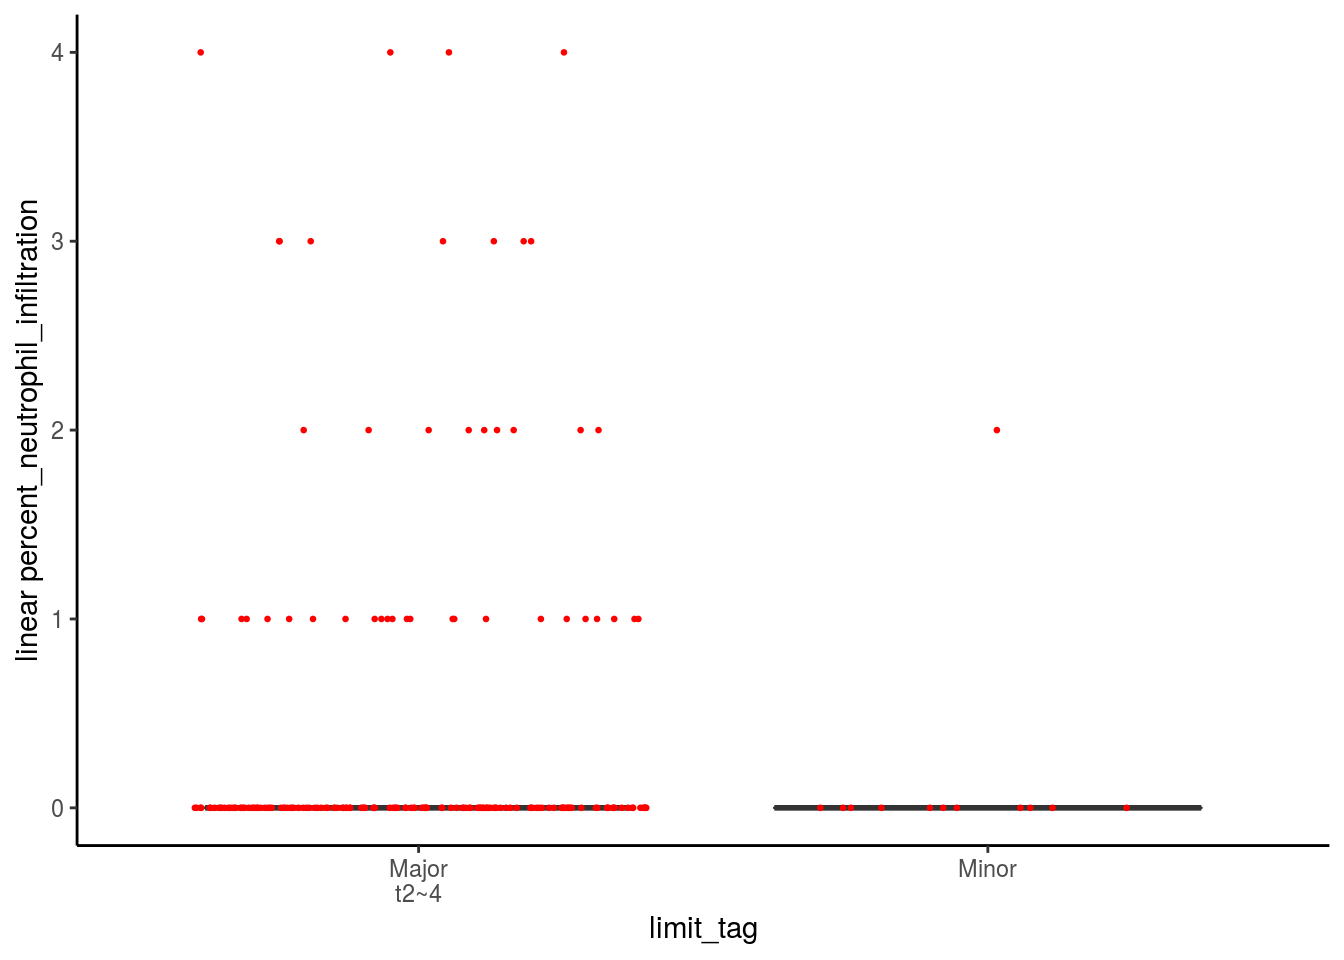 linear percent_neutrophil_infiltration
4
3
2
1
0
Major
t2~4
Minor
limit_tag